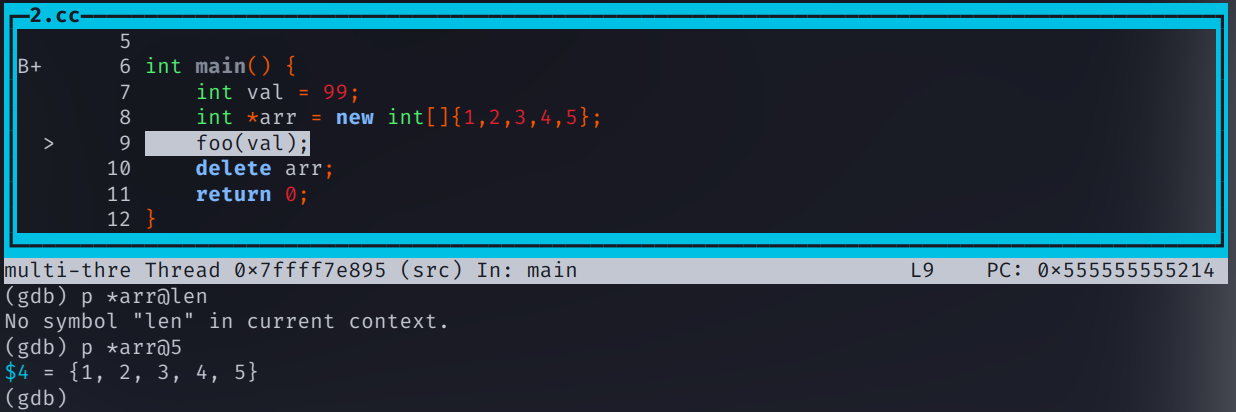 2.cc
5
B+ 6 int main() {
7 int val = 99;
8 int *arr = new int[]{1,2,3,4,5};
> 9 foo(val);
10 delete arr;
11 return 0;
12 }
multi-thre Thread 0x7ffff7e895 (src) In: main L9 PC: 0x555555555214
(gdb) p *arr@len
No symbol "len" in current context.
(gdb) p *arr@5
$4 = {1, 2, 3, 4, 5}
(gdb)